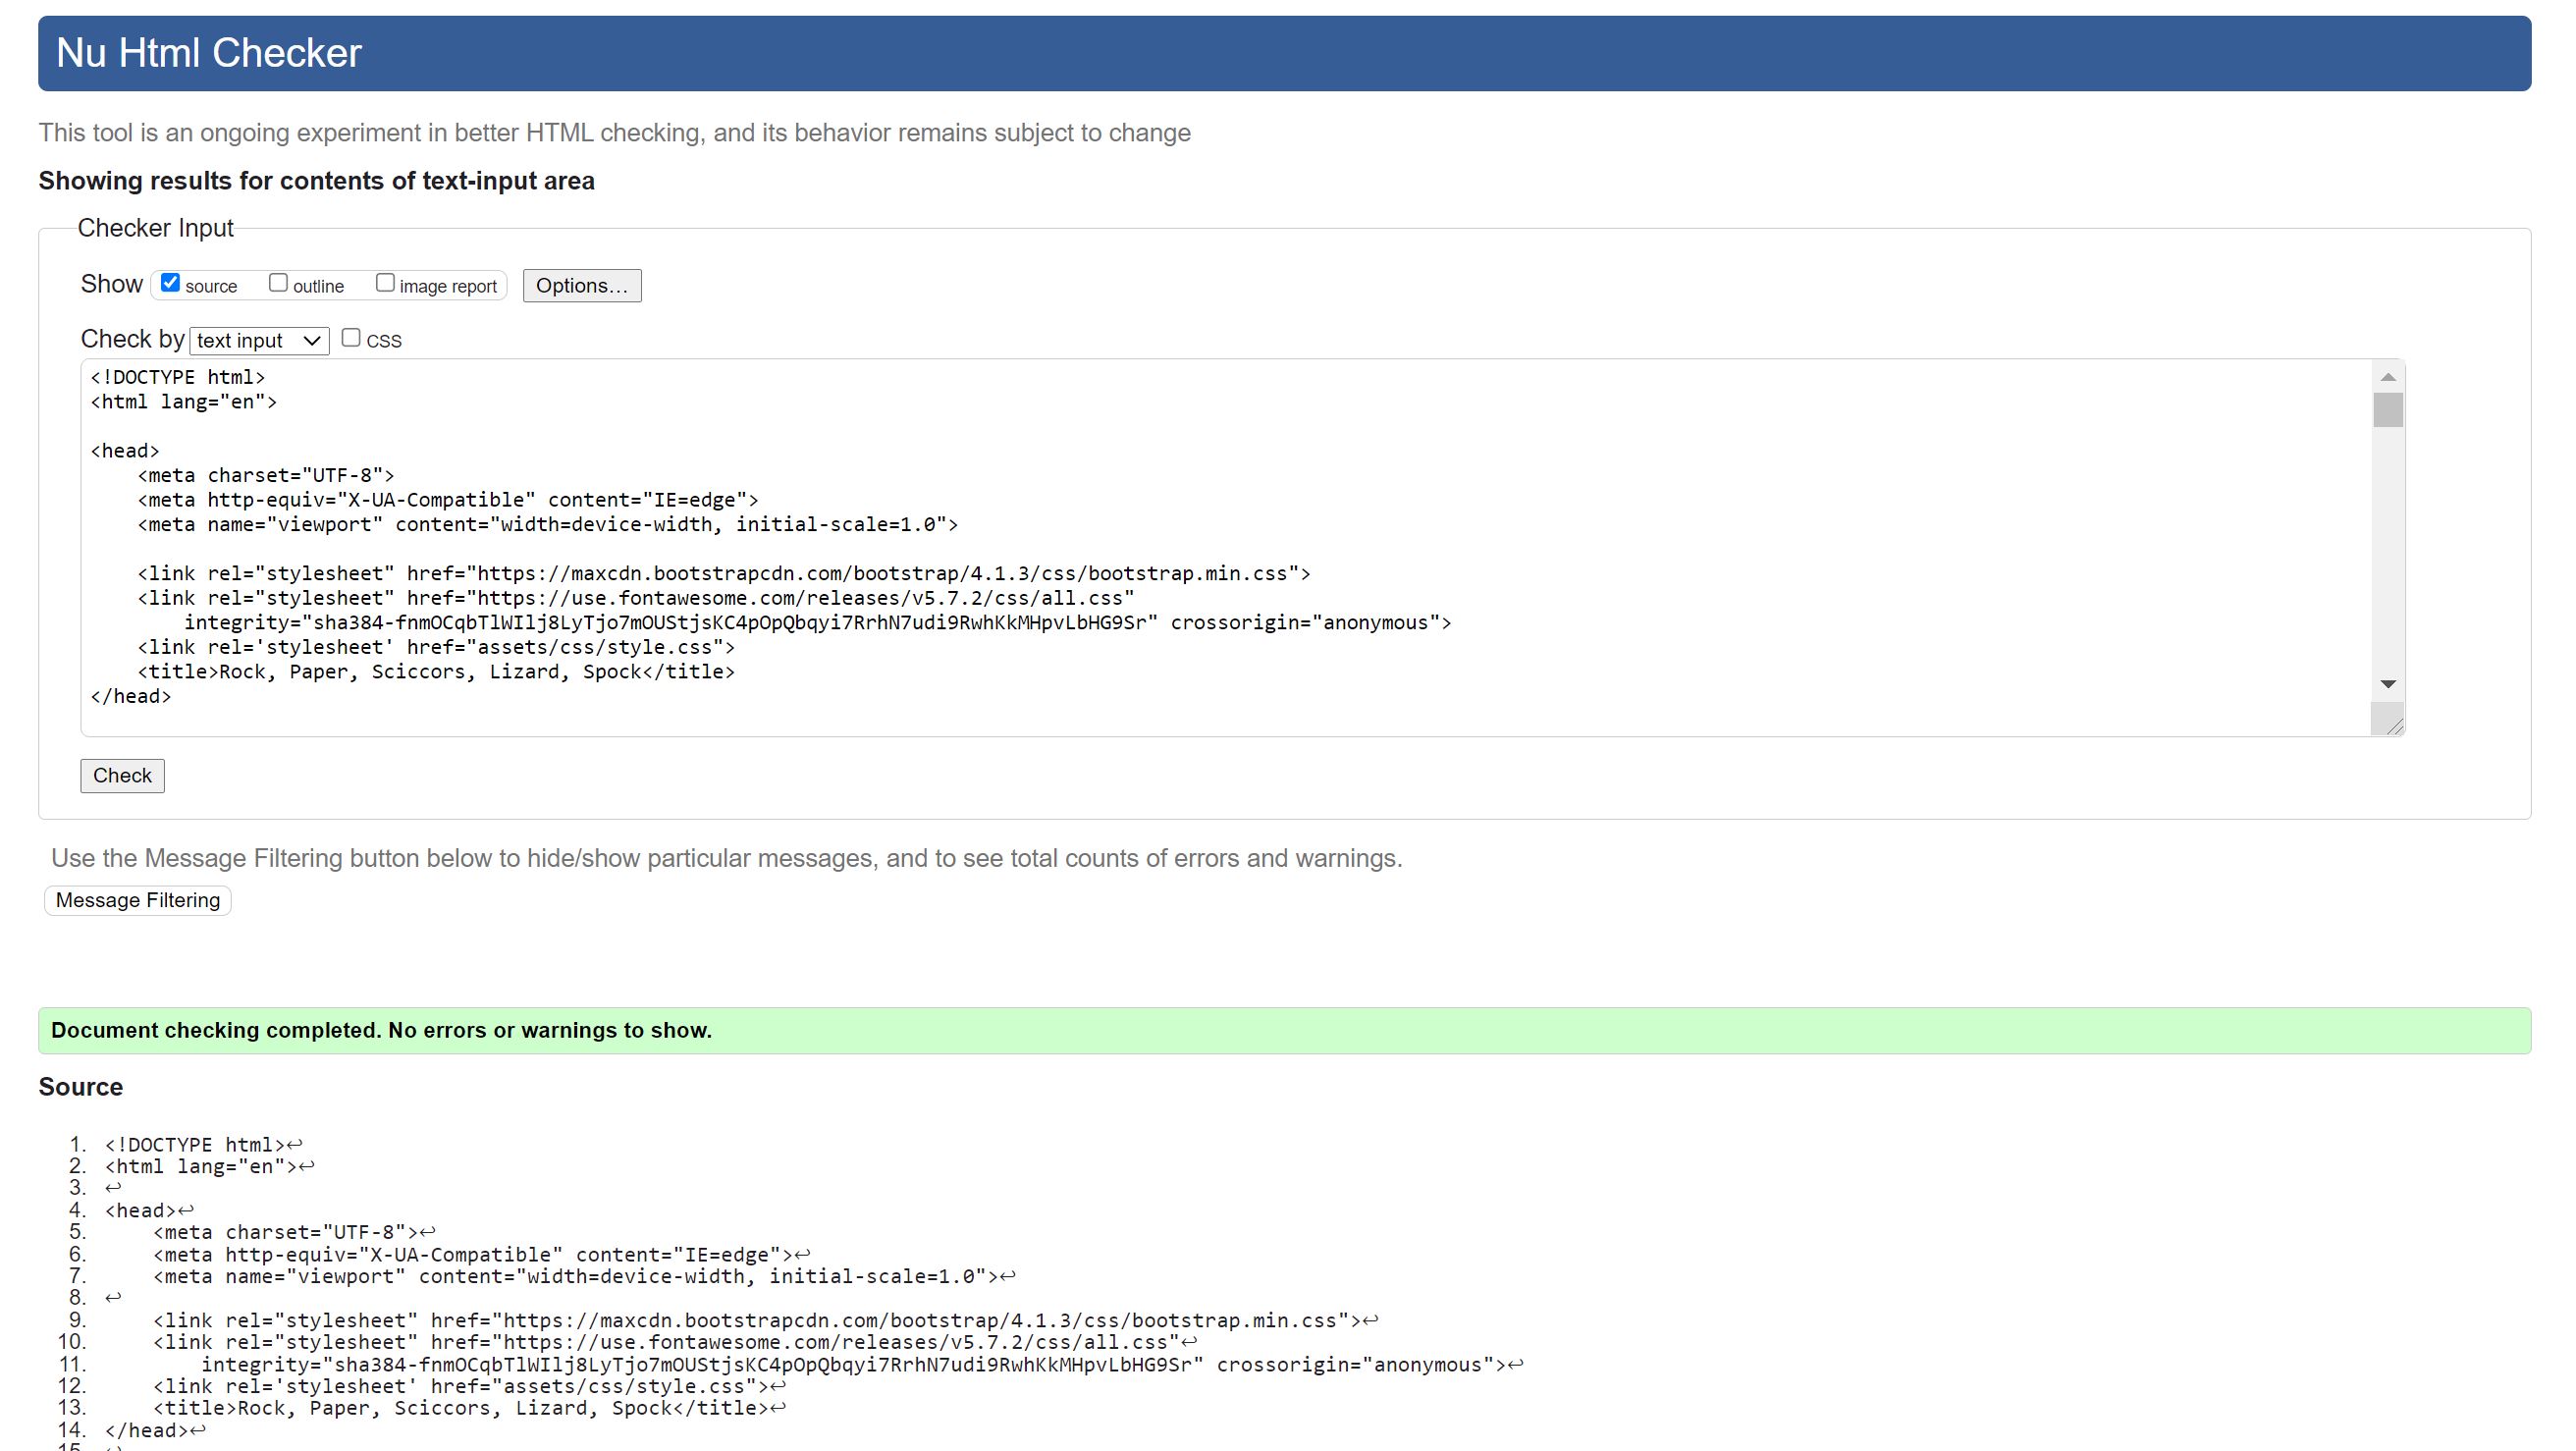 Nu Html Checker
This tool is an ongoing experiment in better HTML checking, and its behavior remains subject to change
Showing results for contents of text-input area
Checker Input
Show source outline image report Options...
Check by text input CSS
<!DOCTYPE html>
<html lang="en">
<head>
    <meta charset="UTF-8">
    <meta http-equiv="X-UA-Compatible" content="IE=edge">
    <meta name="viewport" content="width=device-width, initial-scale=1.0">
    <link rel="stylesheet" href="https://maxcdn.bootstrapcdn.com/bootstrap/4.1.3/css/bootstrap.min.css">
    <link rel="stylesheet" href="https://use.fontawesome.com/releases/v5.7.2/css/all.css"
        integrity="sha384-fnmOCqbTlWIlj8LyTjo7mOUStjsKC4pOpQbqyi7RrhN7udi9RwhKkMHpvLbHG9Sr" crossorigin="anonymous">
    <link rel='stylesheet' href="assets/css/style.css">
    <title>Rock, Paper, Sciccors, Lizard, Spock</title>
</head>
Check
Use the Message Filtering button below to hide/show particular messages, and to see total counts of errors and warnings.
Message Filtering
Document checking completed. No errors or warnings to show.
Source
1. <!DOCTYPE html>↩
2. <html lang="en">↩
3. ↩
4. <head>↩
5.     <meta charset="UTF-8">↩
6.     <meta http-equiv="X-UA-Compatible" content="IE=edge">↩
7.     <meta name="viewport" content="width=device-width, initial-scale=1.0">↩
8. ↩
9.     <link rel="stylesheet" href="https://maxcdn.bootstrapcdn.com/bootstrap/4.1.3/css/bootstrap.min.css">↩
10.     <link rel="stylesheet" href="https://use.fontawesome.com/releases/v5.7.2/css/all.css"↩
11.         integrity="sha384-fnmOCqbTlWIlj8LyTjo7mOUStjsKC4pOpQbqyi7RrhN7udi9RwhKkMHpvLbHG9Sr" crossorigin="anonymous">↩
12.     <link rel='stylesheet' href="assets/css/style.css">↩
13.     <title>Rock, Paper, Sciccors, Lizard, Spock</title>↩
14. </head>↩
15. ↩